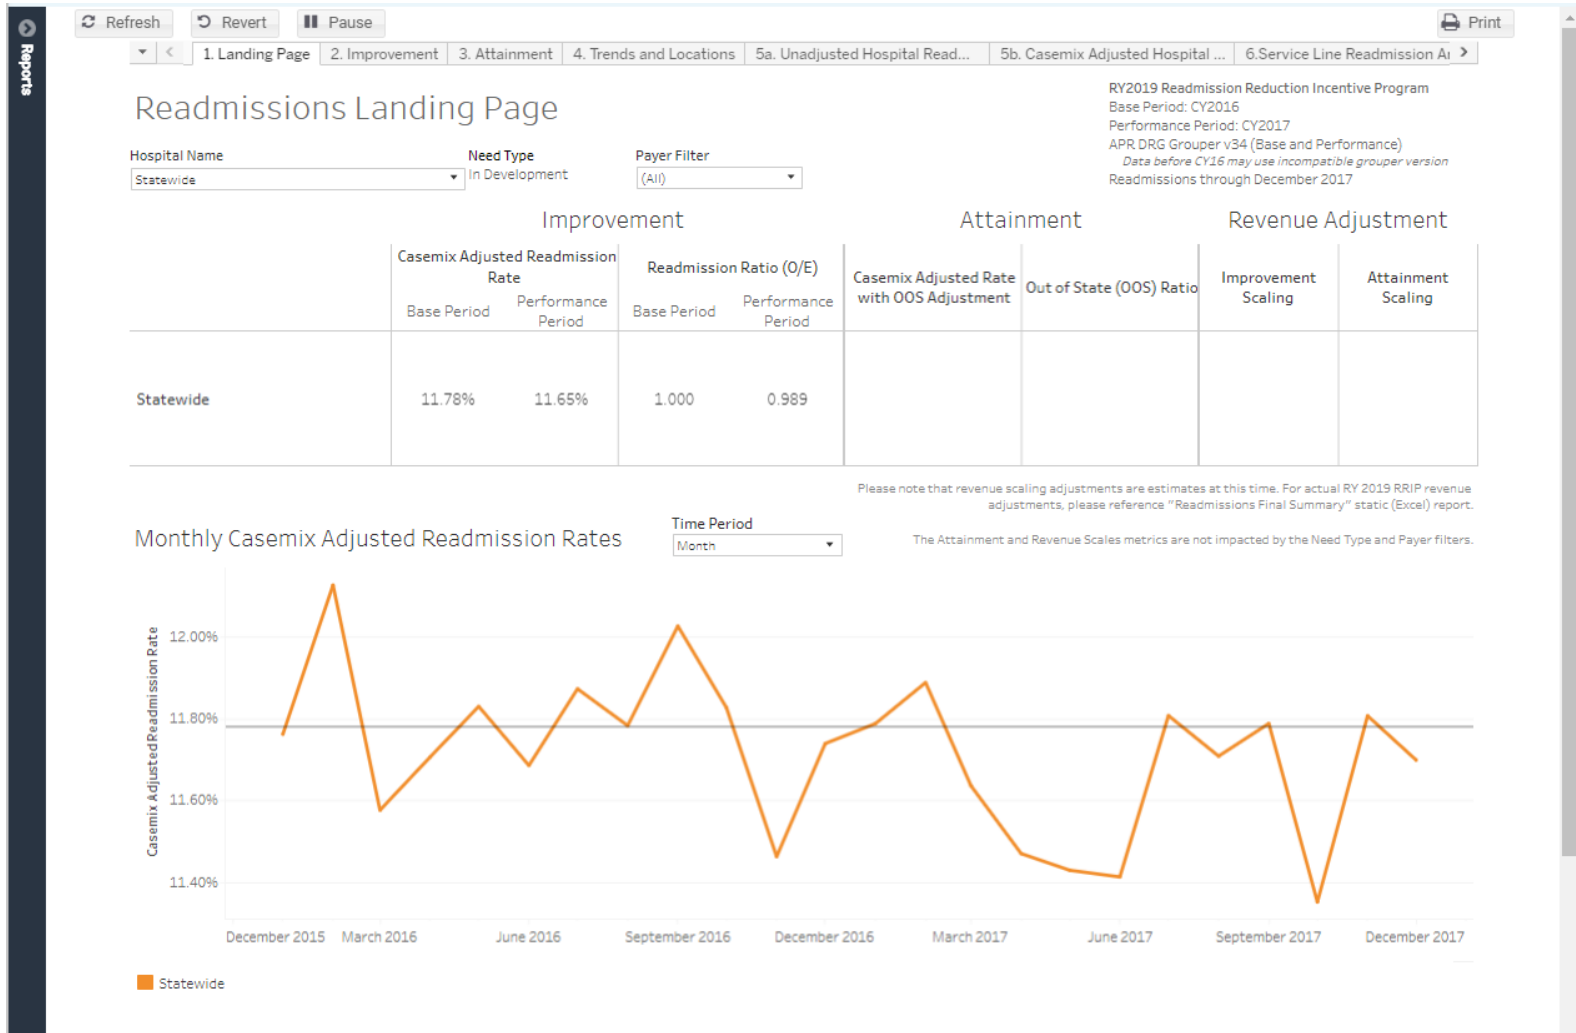 Reports
Refresh
Revert
Pause
Print
1. Landing Page
2. Improvement
3. Attainment
4. Trends and Locations
5a. Unadjusted Hospital Read...
5b. Casemix Adjusted Hospital ...
6.Service Line Readmission
Readmissions Landing Page
RY2019 Readmission Reduction Incentive Program
Base Period: CY2016
Performance Period: CY2017
APR DRG Grouper v34 (Base and Performance)
Data before CY16 may use incompatible grouper version
Readmissions through December 2017
Hospital Name
Statewide
Need Type
In Development
Payer Filter
(All)
Improvement
Attainment
Revenue Adjustment
Casemix Adjusted Readmission
Rate
Base Period
Performance
Period
Readmission Ratio (O/E)
Base Period
Performance
Period
Casemix Adjusted Rate
with OOS Adjustment
Out of State (OOS) Ratio
Improvement
Scaling
Attainment
Scaling
Statewide
11.78%
11.65%
1.000
0.989
Please note that revenue scaling adjustments are estimates at this time. For actual RY 2019 RRIP revenue
adjustments, please reference "Readmissions Final Summary" static (Excel) report.
Monthly Casemix Adjusted Readmission Rates
Time Period
Month
The Attainment and Revenue Scales metrics are not impacted by the Need Type and Payer filters.
Casemix Adjusted Readmission Rate
12.00%
11.80%
11.60%
11.40%
December 2015
March 2016
June 2016
September 2016
December 2016
March 2017
June 2017
September 2017
December 2017
Statewide